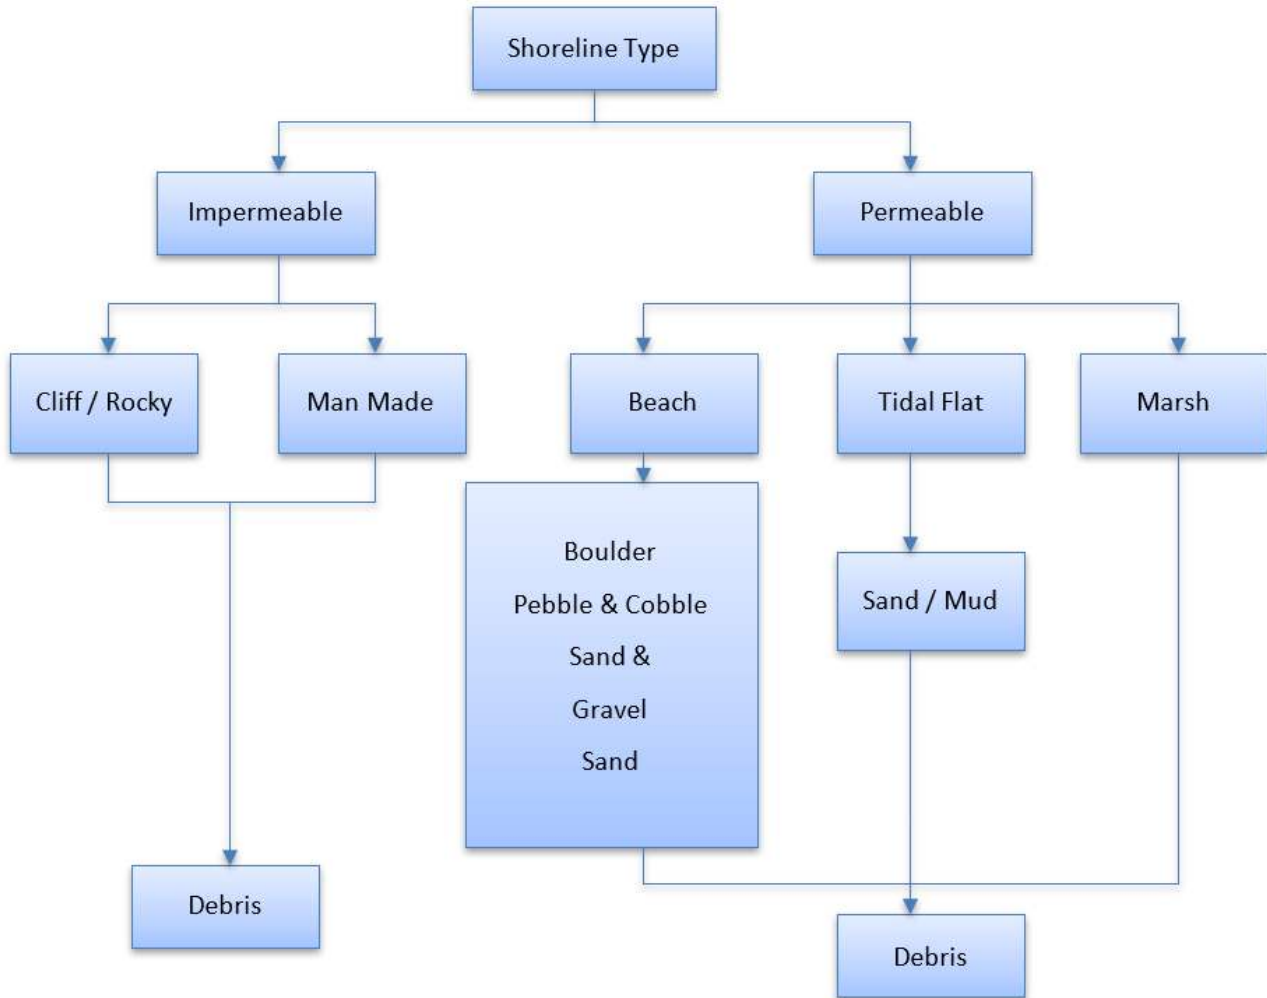 Shoreline Type
Impermeable
Permeable
Cliff / Rocky
Man Made
Beach
Tidal Flat
Marsh
Boulder
Pebble & Cobble
Sand &
Gravel
Sand
Sand / Mud
Debris
Debris